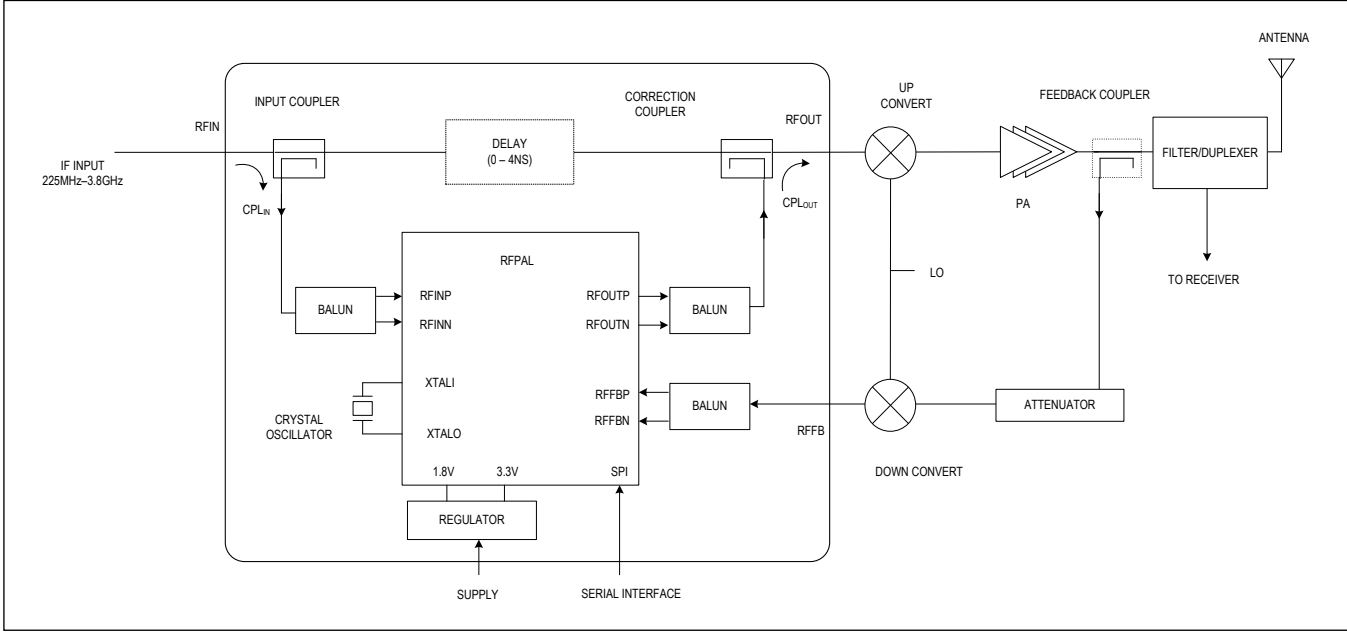 ANTENNA
UP
CONVERT
FEEDBACK COUPLER
INPUT COUPLER
CORRECTION
COUPLER
RFIN
RFOUT
DELAY
(0 – 4NS)
FILTER/DUPLEXER
IF INPUT
225MHz–3.8GHz
CPLIN
CPLOUT
PA
RFPAL
LO
TO RECEIVER
BALUN
RFINP
RFINN
RFOUTP
RFOUTN
BALUN
XTALI
XTALO
CRYSTAL
OSCILLATOR
RFFBP
RFFBN
BALUN
RFFB
ATTENUATOR
DOWN CONVERT
1.8V
3.3V
SPI
REGULATOR
SUPPLY
SERIAL INTERFACE